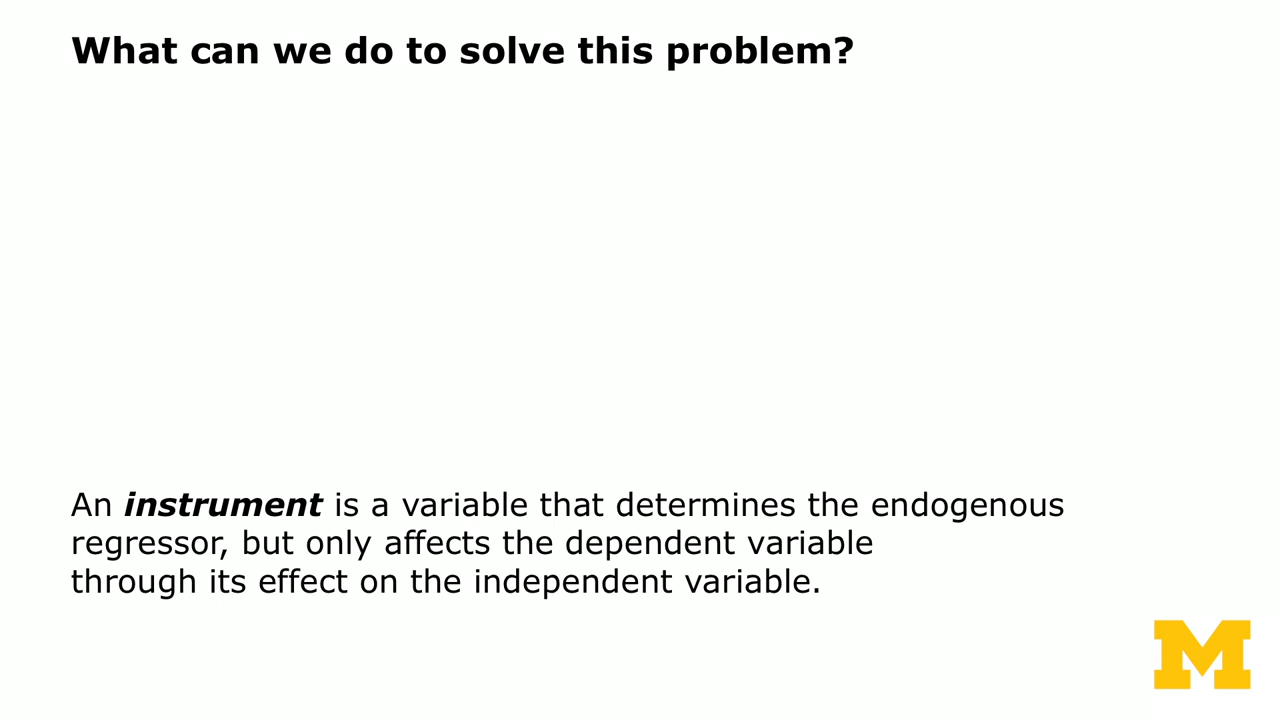 What can we do to solve this problem?
An instrument is a variable that determines the endogenous
regressor, but only affects the dependent variable
through its effect on the independent variable.
M